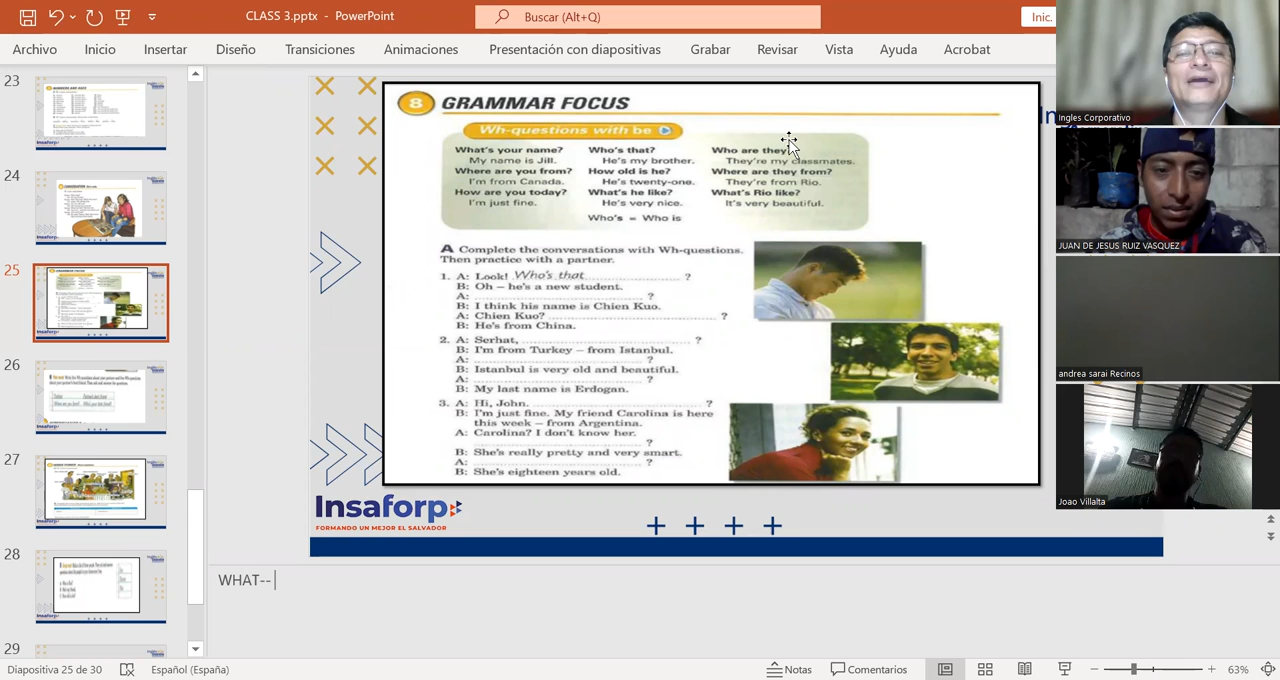 CLASS 3.pptx - PowerPoint
Buscar (Alt+Q)
Inic.
Archivo Inicio Insertar Diseño Transiciones Animaciones Presentación con diapositivas Grabar Revisar Vista Ayuda Acrobat
23
24
25
26
27
28
29
8 GRAMMAR FOCUS
Wh-questions with be
What's your name? Who's that? Who are they
My name is Jill. He's my brother. They're my classmates.
Where are you from? How old is he? Where are they from?
I'm from Canada. He's twenty-one. They're from Rio.
How are you today? What's he like? What's Rio like?
I'm just fine. He's very nice. It's very beautiful.
Who's = Who is
A Complete the conversations with Wh-questions.
Then practice with a partner.
1. A: Look! Who's that ?
B: Oh – he's a new student.
A: ?
B: I think his name is Chien Kuo.
A: Chien Kuo? ?
B: He's from China.
2. A: Serhat, ?
B: I'm from Turkey – from Istanbul.
A: ?
B: Istanbul is very old and beautiful.
A: ?
B: My last name is Erdogan.
3. A: Hi, John. ?
B: I'm just fine. My friend Carolina is here
this week – from Argentina.
A: Carolina? I don't know her.
?
B: She's really pretty and very smart.
A: ?
B: She's eighteen years old.
Insaforp
FORMANDO UN MEJOR EL SALVADOR
WHAT--
Ingles Corporativo
JUAN DE JESUS RUIZ VASQUEZ
andrea sarai Recinos
Joao Villalta
Diapositiva 25 de 30 Español (España) Notas Comentarios 63%